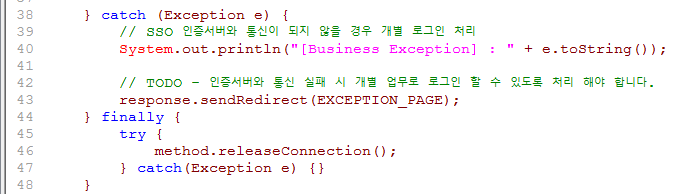 38 } catch (Exception e) {
39 // SSO 인증서버와 통신이 되지 않을 경우 개별 로그인 처리
40 System.out.println("[Business Exception] : " + e.toString());
41
42 // TODO - 인증서버와 통신 실패 시 개별 업무로 로그인 할 수 있도록 처리 해야 합니다.
43 response.sendRedirect(EXCEPTION_PAGE);
44 } finally {
45 try {
46 method.releaseConnection();
47 } catch(Exception e) {}
48 }